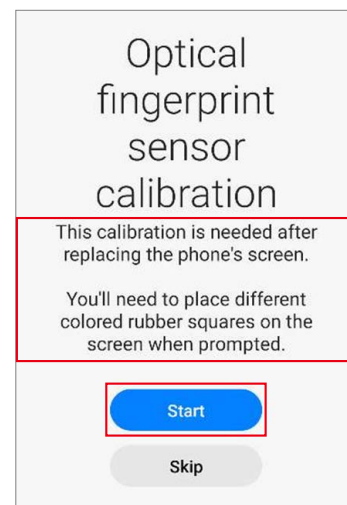 Optical
fingerprint
sensor
calibration
This calibration is needed after
replacing the phone's screen.
You'll need to place different
colored rubber squares on the
screen when prompted.
Start
Skip